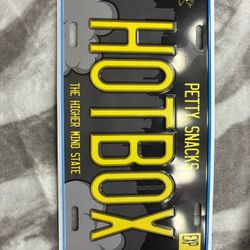 PETTY SNACKS
HOTBOX
THE HIGHER MIND STATE